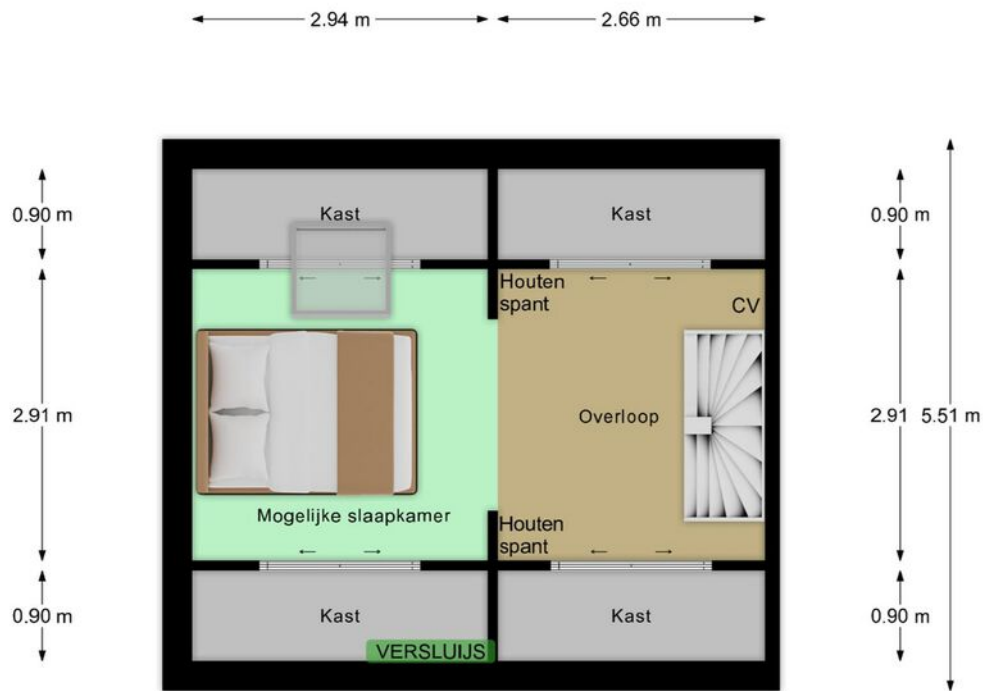 2.94 m
2.66 m
0.90 m
Kast
Kast
0.90 m
Houten
spant
CV
2.91 m
Overloop
2.91
5.51 m
Mogelijke slaapkamer
Houten
spant
0.90 m
Kast
Kast
0.90 m
VERSLUIJS